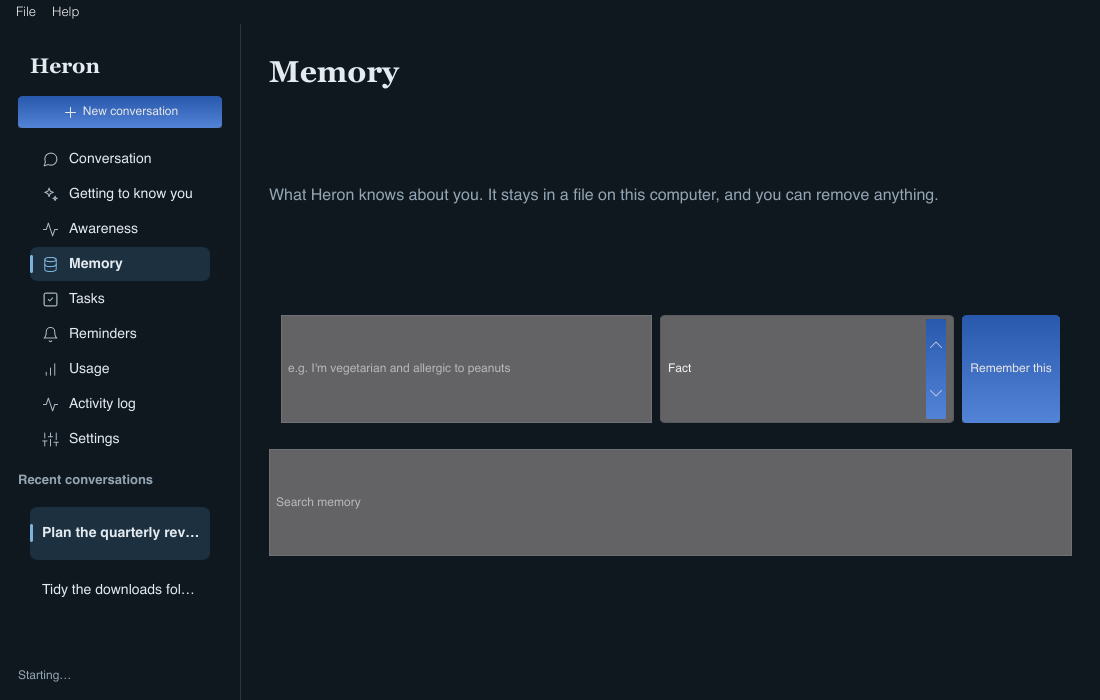 File Help
Heron
New conversation
Conversation
Getting to know you
Awareness
Memory
Tasks
Reminders
Usage
Activity log
Settings
Recent conversations
Plan the quarterly rev…
Tidy the downloads fol…
Starting…
Memory
What Heron knows about you. It stays in a file on this computer, and you can remove anything.
e.g. I'm vegetarian and allergic to peanuts
Fact
Remember this
Search memory